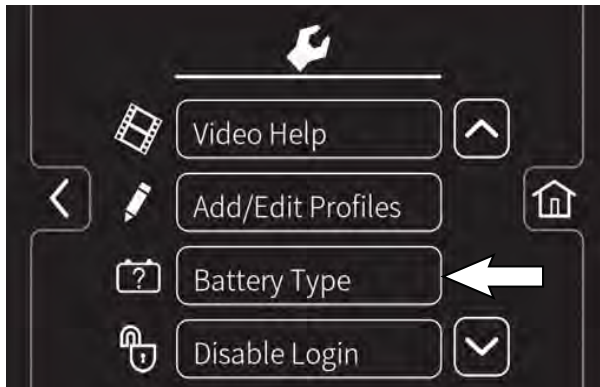 Video Help
Add/Edit Profiles
?
Battery Type
Disable Login